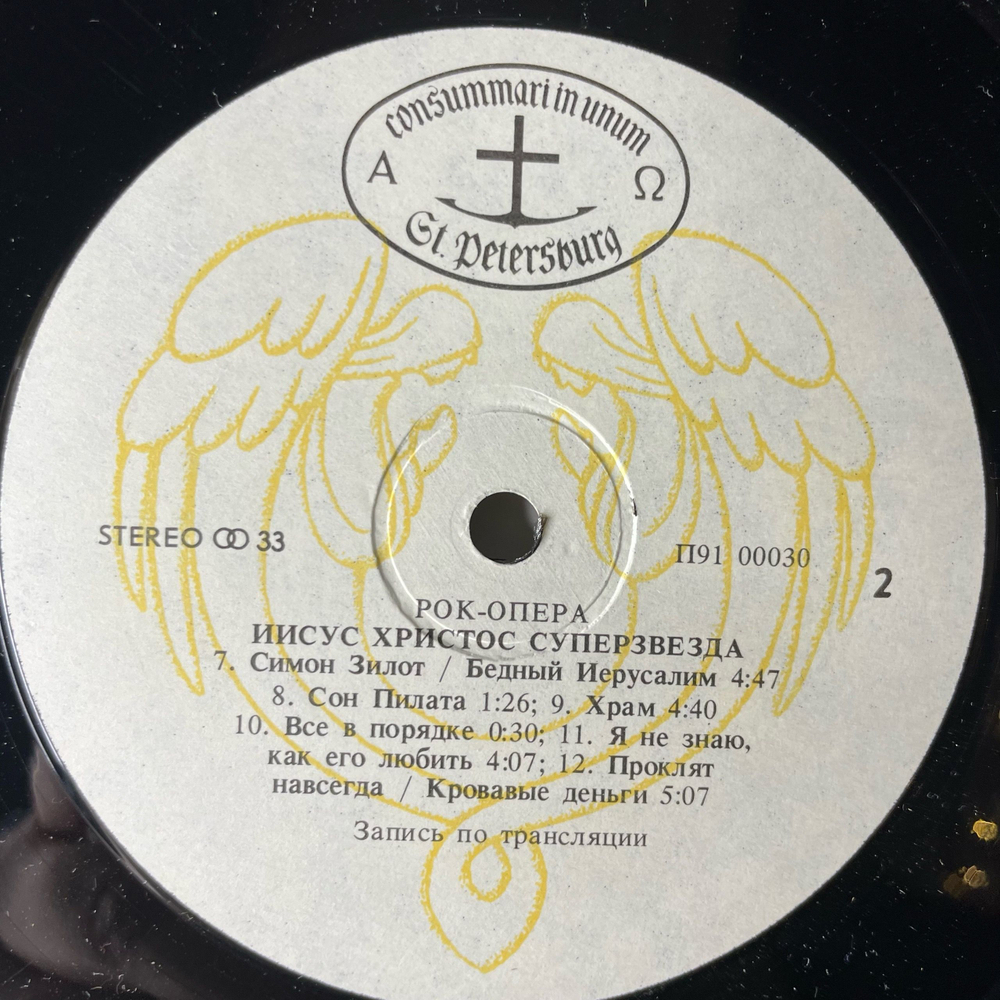 consummari in unum
Α Ω
St. Petersburg
STEREO 33
П91 00030
2
РОК-ОПЕРА
ИИСУС ХРИСТОС СУПЕРЗВЕЗДА
7. Симон Зилот / Бедный Иерусалим 4:47
8. Сон Пилата 1:26; 9. Храм 4:40
10. Все в порядке 0:30; 11. Я не знаю,
как его любить 4:07; 12. Проклят
навсегда / Кровавые деньги 5:07
Запись по трансляции